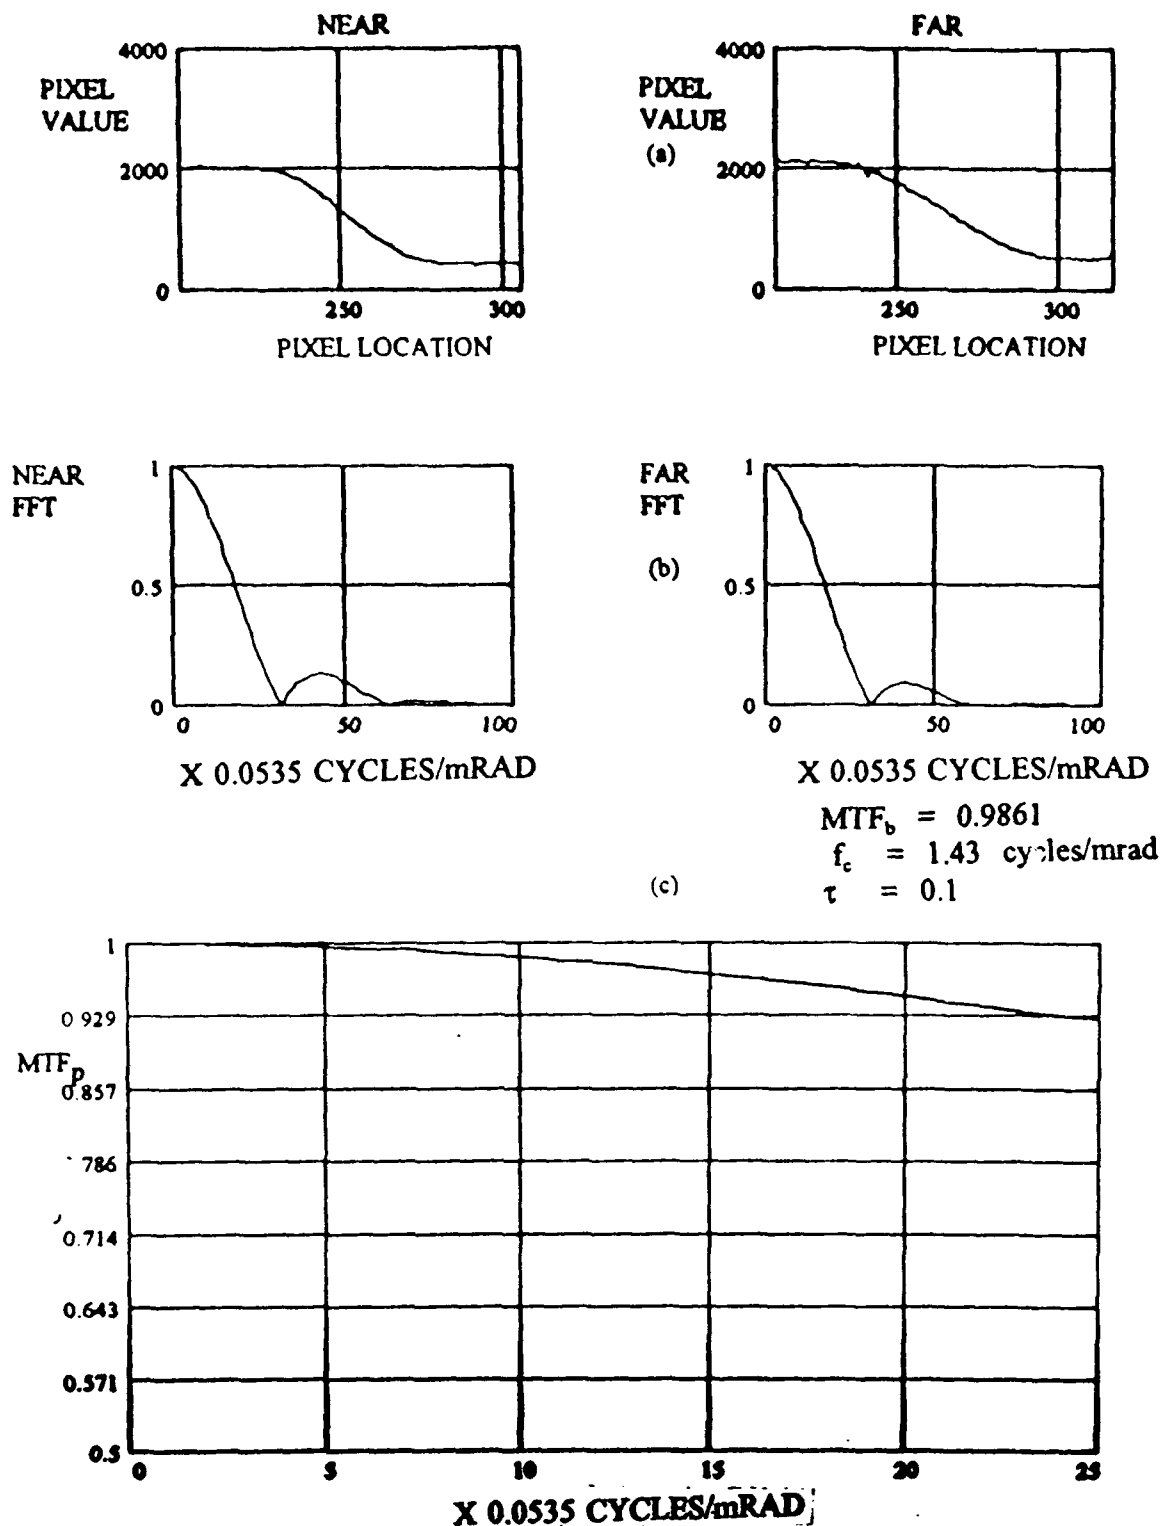 NEAR
4000
PIXEL
VALUE
2000
0
250
300
PIXEL LOCATION
FAR
4000
PIXEL
VALUE
(a)
2000
0
250
300
PIXEL LOCATION
NEAR
FFT
1
0.5
0
0
50
100
X 0.0535 CYCLES/mRAD
FAR
FFT
1
(b)
0.5
0
0
50
100
X 0.0535 CYCLES/mRAD
MTF_b = 0.9861
f_c = 1.43 cycles/mrad
(c)
τ = 0.1
1
0.929
MTF_p
0.857
786
0.714
0.643
0.571
0.5
0
5
10
15
20
25
X 0.0535 CYCLES/mRAD